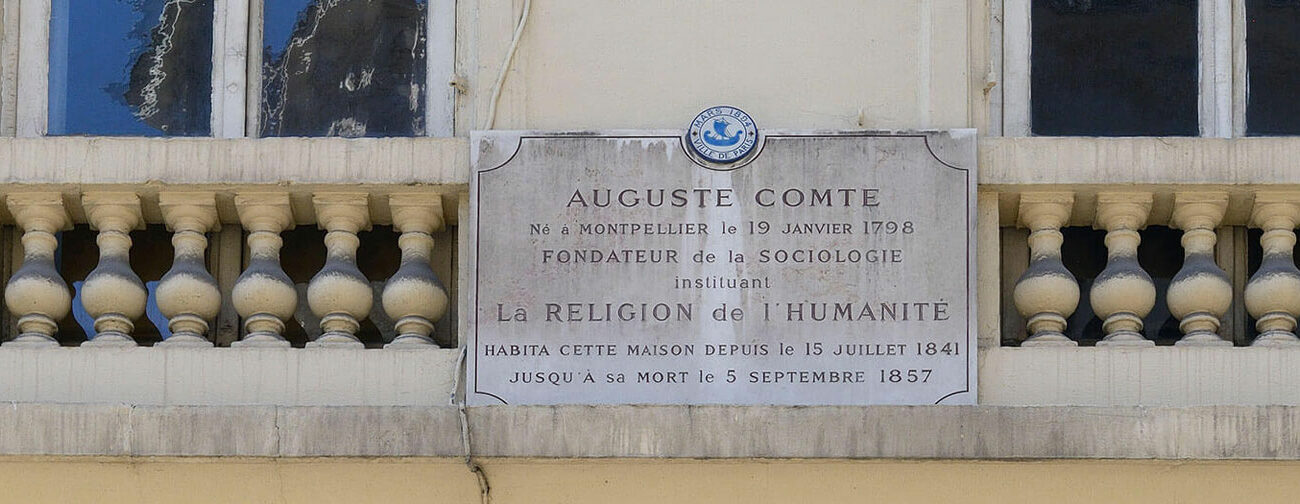 MARS 1894
VILLE DE PARIS
AUGUSTE COMTE
Né à MONTPELLIER le 19 JANVIER 1798
FONDATEUR de la SOCIOLOGIE
instituant
La RELIGION de l'HUMANITÉ
HABITA CETTE MAISON DEPUIS le 15 JUILLET 1841
JUSQU'À sa MORT le 5 SEPTEMBRE 1857